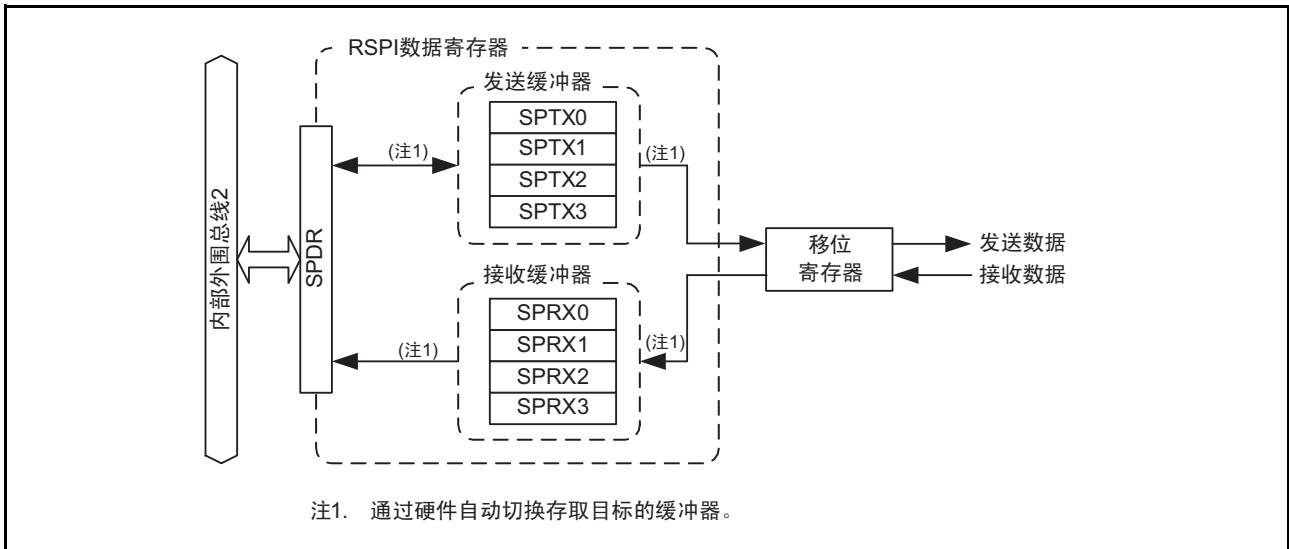 RSPI数据寄存器
发送缓冲器
SPTX0
SPTX1
SPTX2
SPTX3
(注1)
(注1)
内部外围总线2
SPDR
移位
寄存器
发送数据
接收数据
接收缓冲器
SPRX0
SPRX1
SPRX2
SPRX3
(注1)
(注1)
注1. 通过硬件自动切换存取目标的缓冲器。